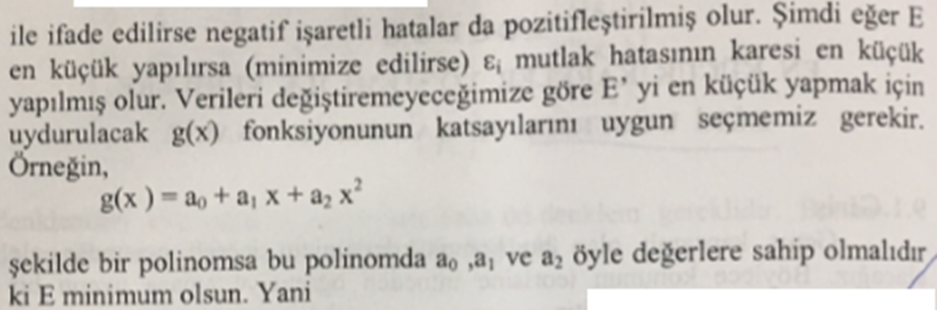 ile ifade edilirse negatif işaretli hatalar da pozitifleştirilmiş olur. Şimdi eğer E
en küçük yapılırsa (minimize edilirse) εᵢ mutlak hatasının karesi en küçük
yapılmış olur. Verileri değiştiremeyeceğimize göre E' yi en küçük yapmak için
uydurulacak g(x) fonksiyonunun katsayılarını uygun seçmemiz gerekir.
Örneğin,
g(x ) = a₀ + a₁ x + a₂ x²
şekilde bir polinomsa bu polinomda a₀ ,a₁ ve a₂ öyle değerlere sahip olmalıdır
ki E minimum olsun. Yani